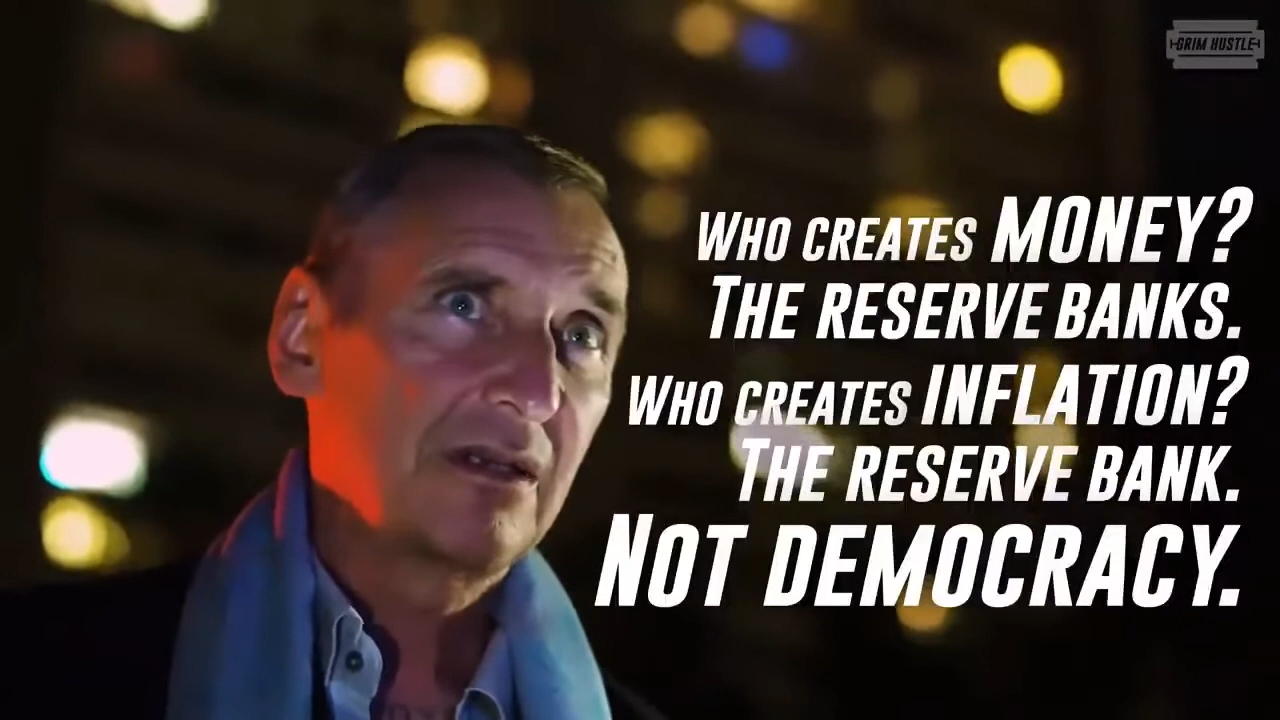 GRIM HUSTLE
WHO CREATES MONEY?
THE RESERVE BANKS.
WHO CREATES INFLATION?
THE RESERVE BANK.
NOT DEMOCRACY.